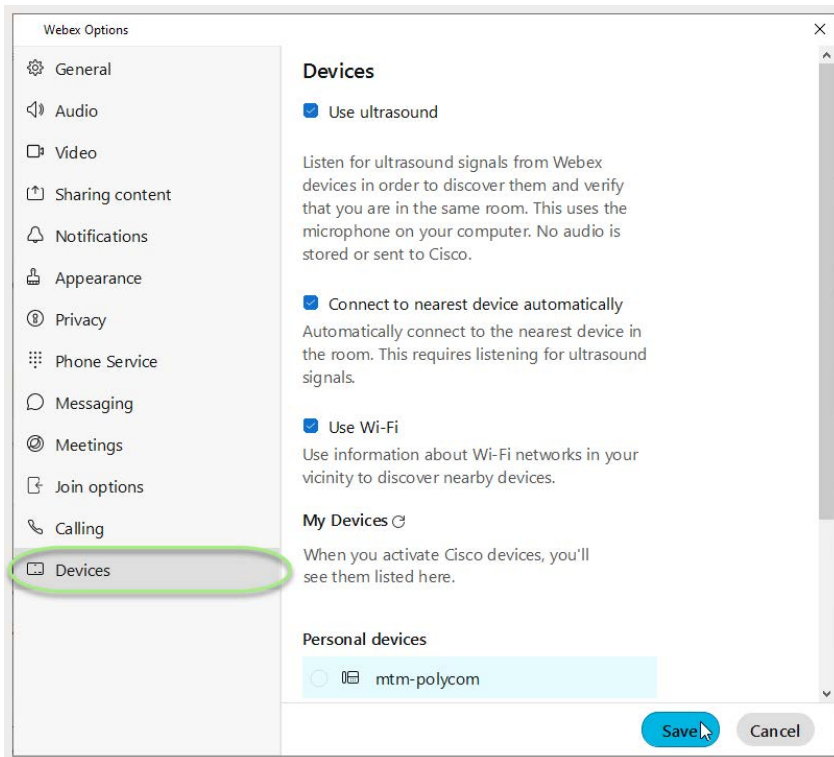 Webex Options
General
Audio
Video
Sharing content
Notifications
Appearance
Privacy
Phone Service
Messaging
Meetings
Join options
Calling
Devices
Devices
Use ultrasound
Listen for ultrasound signals from Webex
devices in order to discover them and verify
that you are in the same room. This uses the
microphone on your computer. No audio is
stored or sent to Cisco.
Connect to nearest device automatically
Automatically connect to the nearest device in
the room. This requires listening for ultrasound
signals.
Use Wi-Fi
Use information about Wi-Fi networks in your
vicinity to discover nearby devices.
My Devices
When you activate Cisco devices, you'll
see them listed here.
Personal devices
mtm-polycom
Save
Cancel